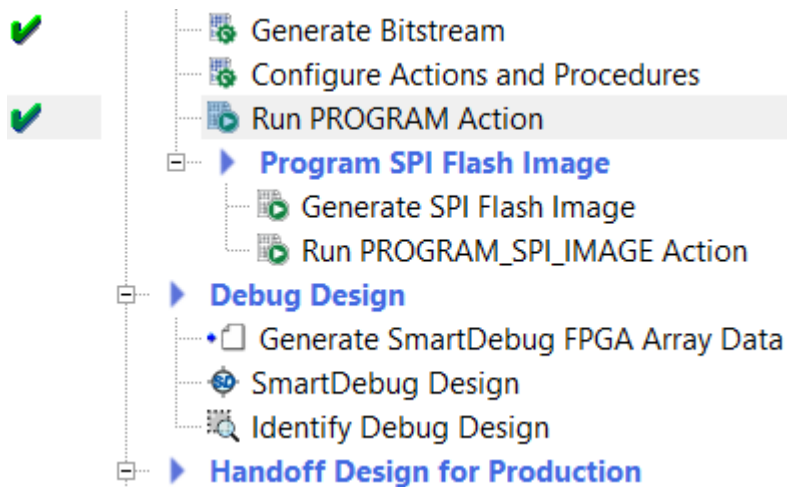 Generate Bitstream
Configure Actions and Procedures
Run PROGRAM Action
Program SPI Flash Image
Generate SPI Flash Image
Run PROGRAM_SPI_IMAGE Action
Debug Design
Generate SmartDebug FPGA Array Data
SD SmartDebug Design
Identify Debug Design
Handoff Design for Production